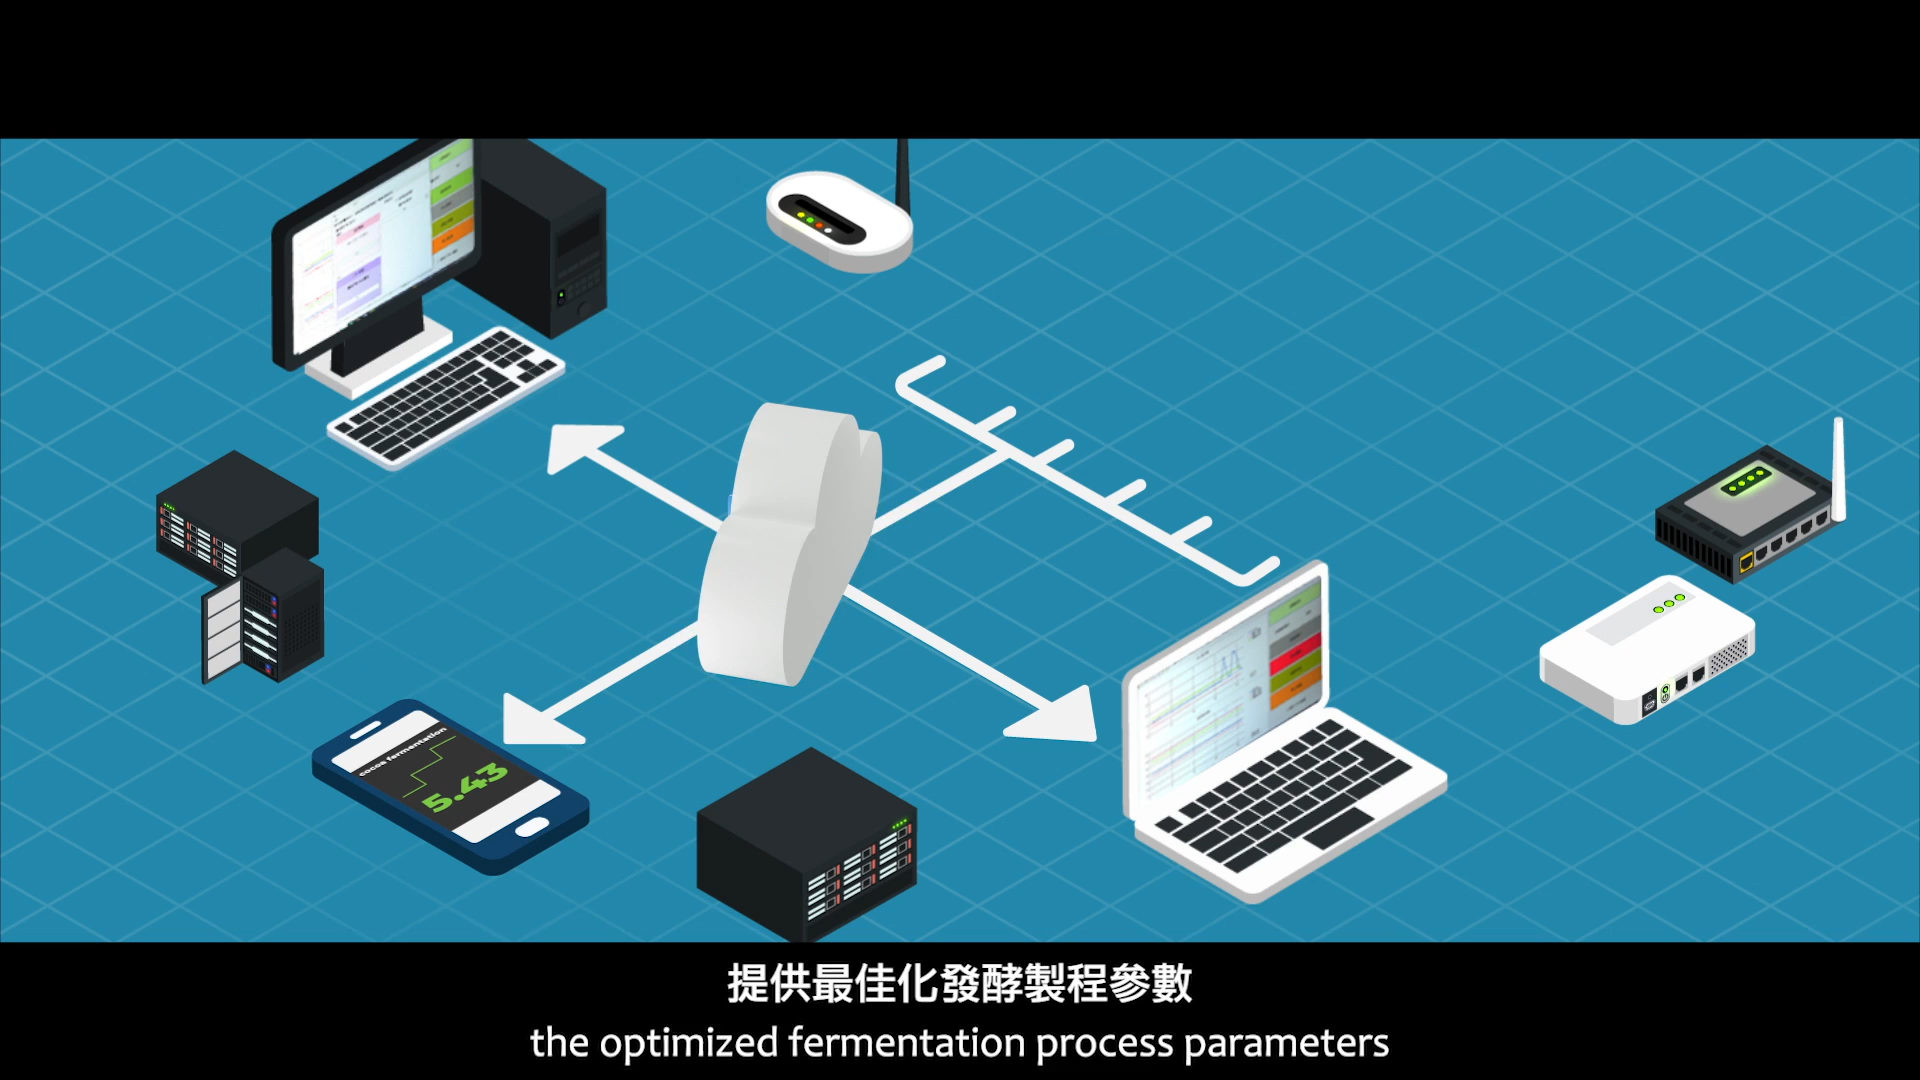 cocoa fermentation
5.43
提供最佳化發酵製程參數
the optimized fermentation process parameters